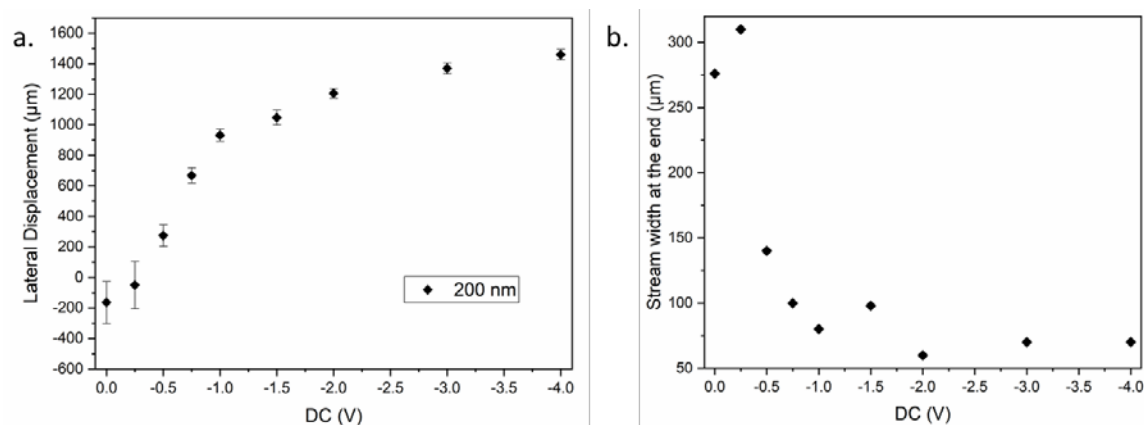 a.
Lateral Displacement (µm)
1600
1400
1200
1000
800
600
400
200
0
-200
-400
-600
200 nm
0.0 -0.5 -1.0 -1.5 -2.0 -2.5 -3.0 -3.5 -4.0
DC (V)
b.
Stream width at the end (µm)
300
250
200
150
100
50
0.0 -0.5 -1.0 -1.5 -2.0 -2.5 -3.0 -3.5 -4.0
DC (V)